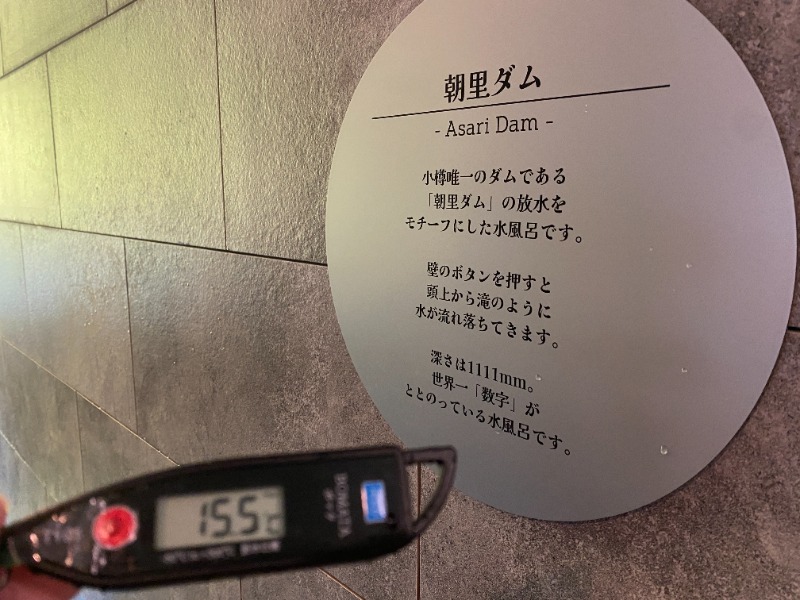 朝里ダム
- Asari Dam -
小樽唯一のダムである
「朝里ダム」の放水を
モチーフにした水風呂です。
壁のボタンを押すと
頭上から滝のように
水が流れ落ちてきます。
深さは1111mm。
世界一「数字」が
ととのっている水風呂です。
15.5℃